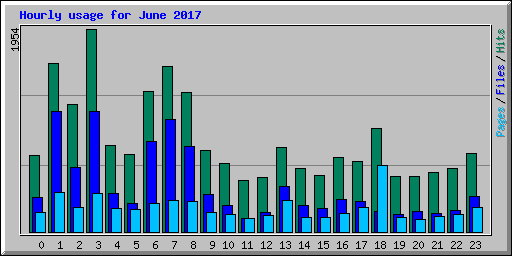 Hourly usage for June 2017
1954
Pages / Files / Hits
0 1 2 3 4 5 6 7 8 9 10 11 12 13 14 15 16 17 18 19 20 21 22 23